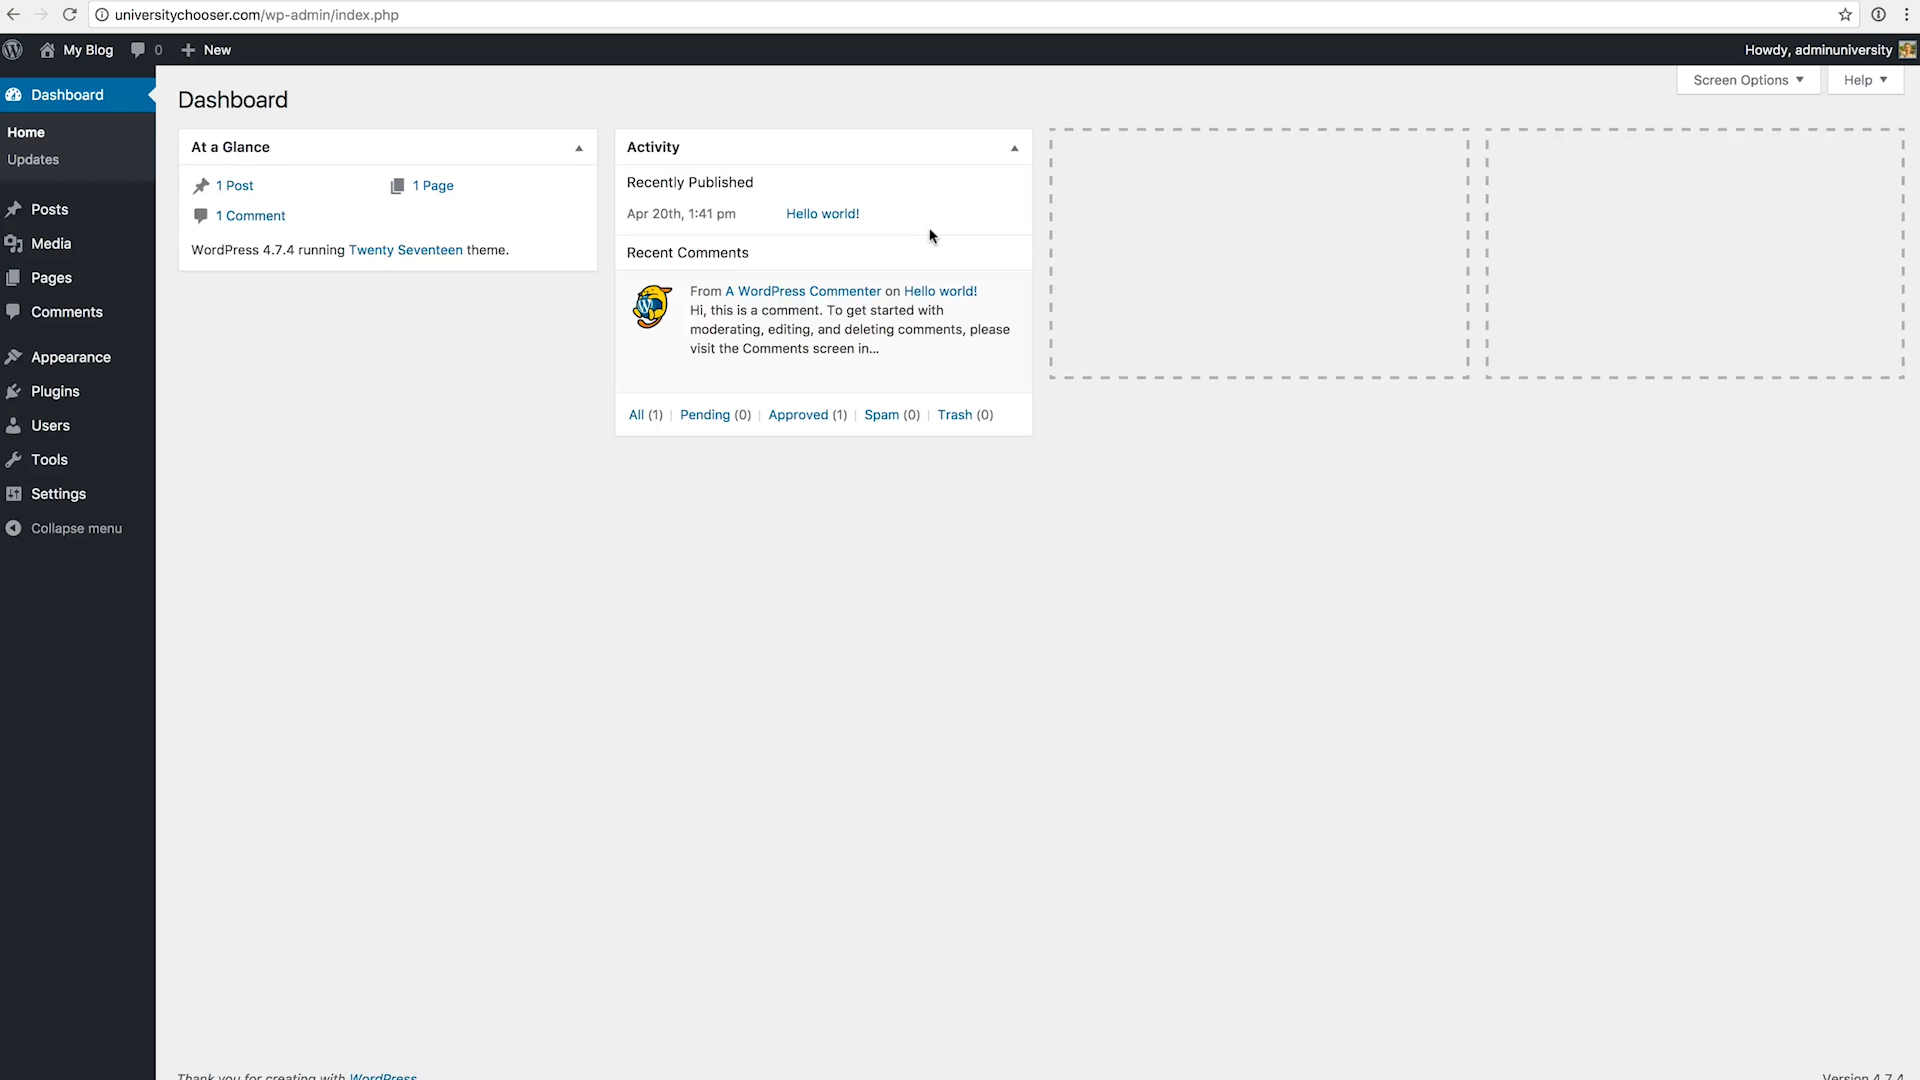 universitychooser.com/wp-admin/index.php
My Blog
0
New
Howdy, adminuniversity
Screen Options
Help
Dashboard
Home
Updates
Posts
Media
Pages
Comments
Appearance
Plugins
Users
Tools
Settings
Collapse menu
Dashboard
At a Glance
1 Post
1 Page
1 Comment
WordPress 4.7.4 running Twenty Seventeen theme.
Activity
Recently Published
Apr 20th, 1:41 pm Hello world!
Recent Comments
From A WordPress Commenter on Hello world!
Hi, this is a comment. To get started with
moderating, editing, and deleting comments, please
visit the Comments screen in...
All (1) | Pending (0) | Approved (1) | Spam (0) | Trash (0)
Thank you for creating with WordPress
Version 4.7.4